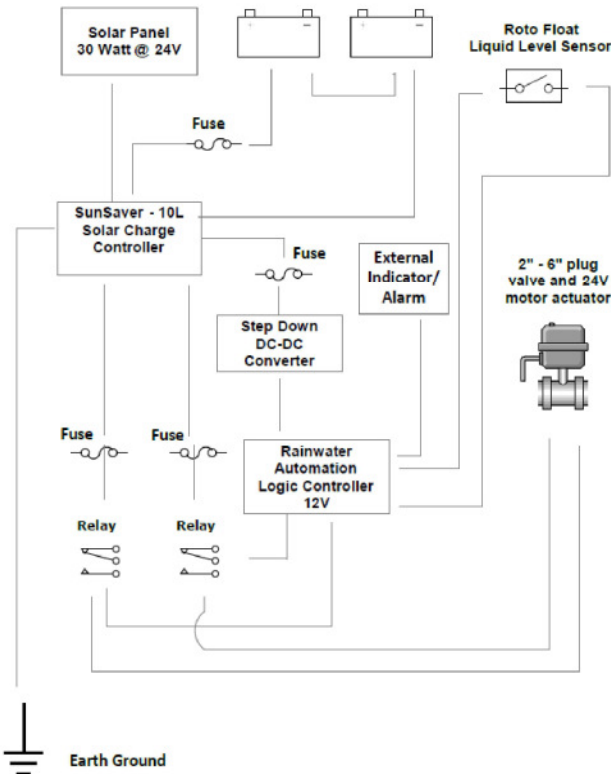 Solar Panel
30 Watt @ 24V
Roto Float
Liquid Level Sensor
Fuse
SunSaver - 10L
Solar Charge
Controller
Fuse
External
Indicator/
Alarm
2" - 6" plug
valve and 24V
motor actuator
Step Down
DC-DC
Converter
Fuse
Fuse
Rainwater
Automation
Logic Controller
12V
Relay
Relay
Earth Ground